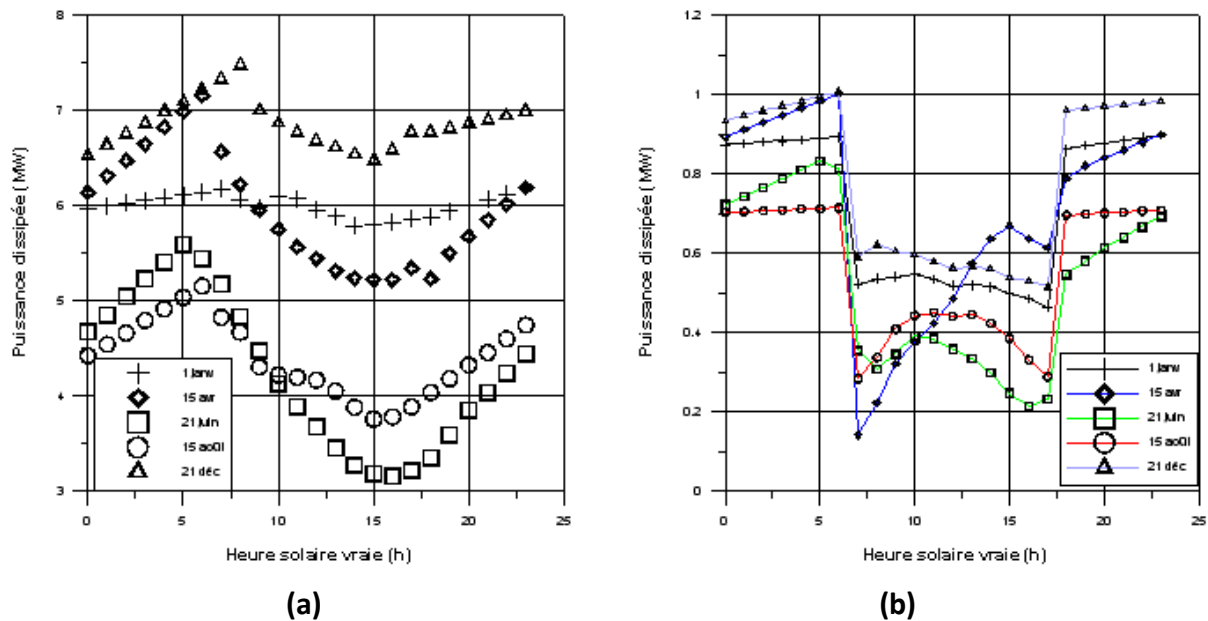 8
7
6
5
4
3
Puissance dissipée ( MW)
1 janv
15 avr
21 juin
15 août
21 déc
0
5
10
15
20
25
Heure solaire vraie (h)
(a)
1.2
1
0.8
0.6
0.4
0.2
0
Puissance dissipée ( MW)
1 janv
15 avr
21 juin
15 août
21 déc
0
5
10
15
20
25
Heure solaire vraie (h)
(b)